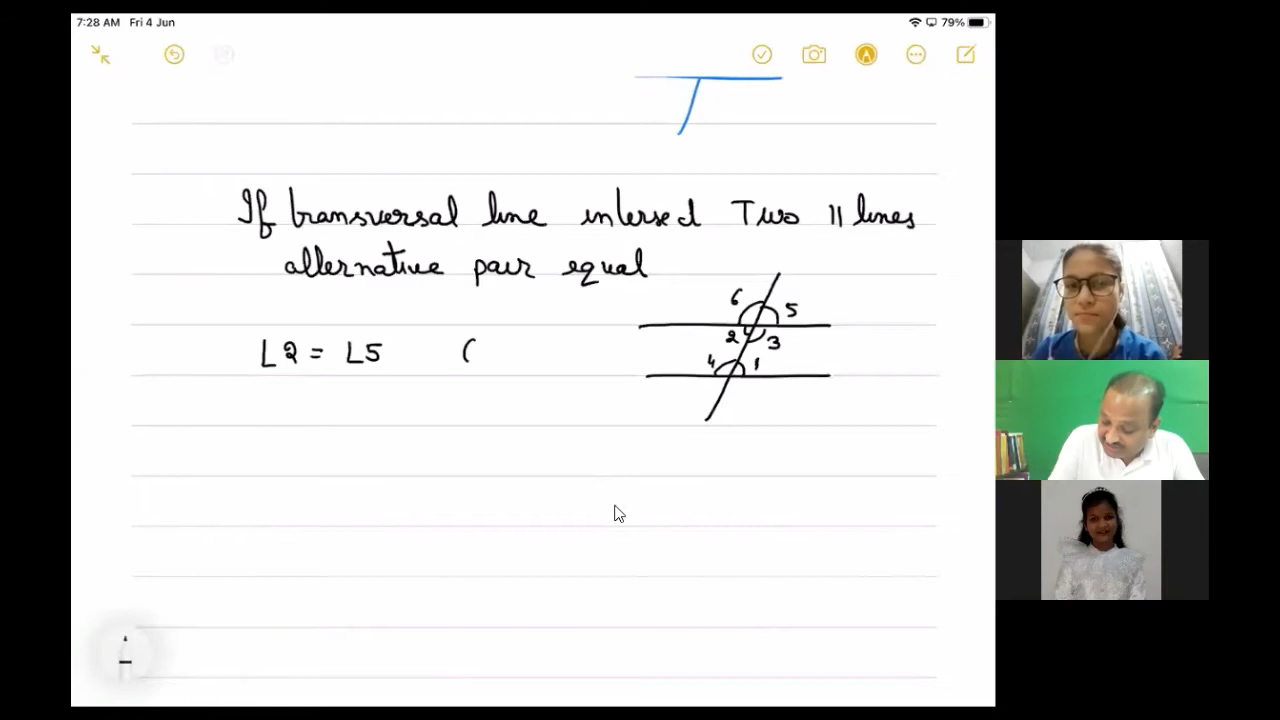 7:28 AM Fri 4 Jun
79%
If transversal line intersed Two || lines
alternative pair equal
6
5
2
3
4
1
∠2 = ∠5 (